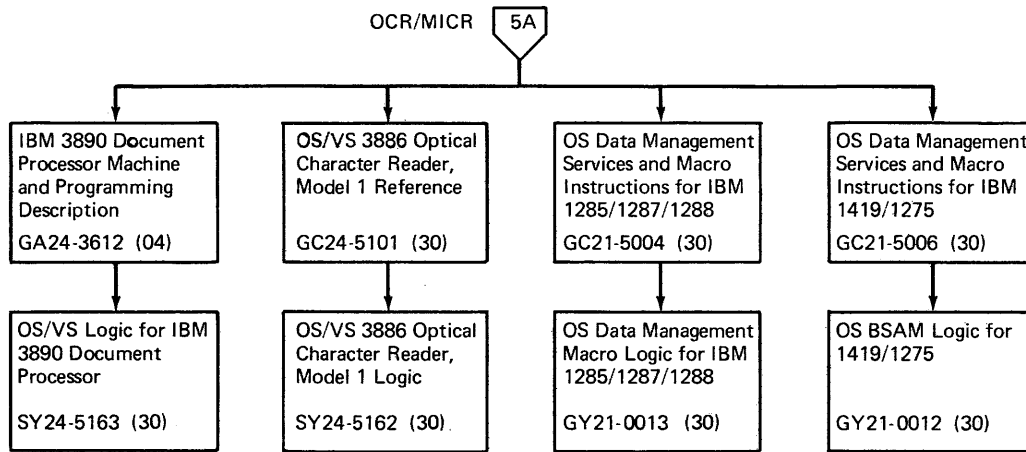 OCR/MICR
5A
IBM 3890 Document
Processor Machine
and Programming
Description
GA24-3612 (04)
OS/VS 3886 Optical
Character Reader,
Model 1 Reference
GC24-5101 (30)
OS Data Management
Services and Macro
Instructions for IBM
1285/1287/1288
GC21-5004 (30)
OS Data Management
Services and Macro
Instructions for IBM
1419/1275
GC21-5006 (30)
OS/VS Logic for IBM
3890 Document
Processor
SY24-5163 (30)
OS/VS 3886 Optical
Character Reader,
Model 1 Logic
SY24-5162 (30)
OS Data Management
Macro Logic for IBM
1285/1287/1288
GY21-0013 (30)
OS BSAM Logic for
1419/1275
GY21-0012 (30)